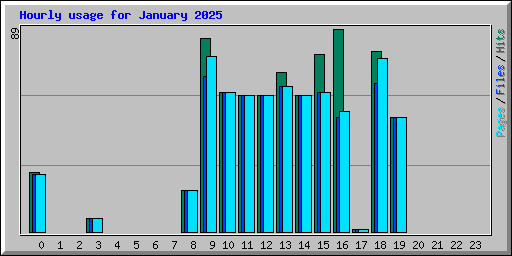 Hourly usage for January 2025
89
Pages / Files / Hits
0 1 2 3 4 5 6 7 8 9 10 11 12 13 14 15 16 17 18 19 20 21 22 23